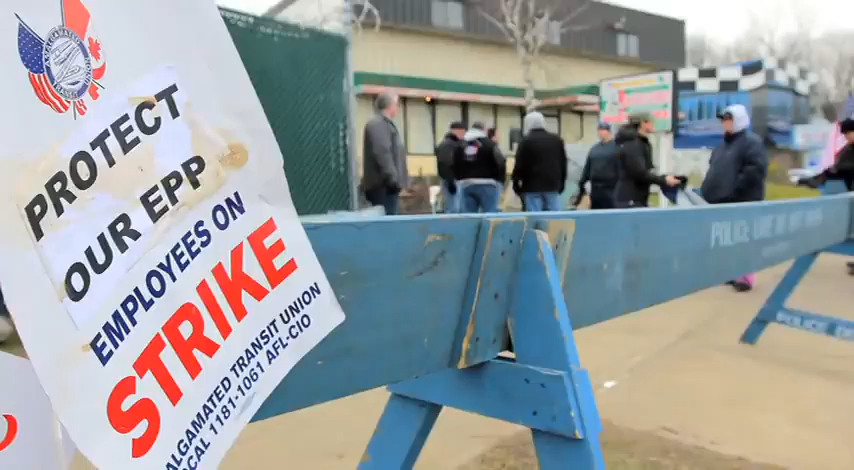 PROTECT
OUR EPP
EMPLOYEES ON
STRIKE
AMALGAMATED TRANSIT UNION
LOCAL 1181-1061 AFL-CIO
POLICE LINE DO NOT
POLICE